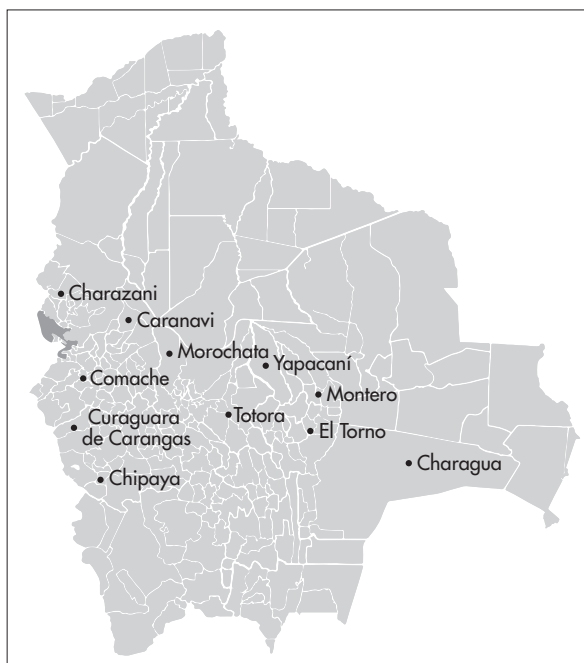 Charazani
Caranavi
Morochata
Yapacaní
Comache
Montero
Curaguara
de Carangas
Totora
El Torno
Charagua
Chipaya